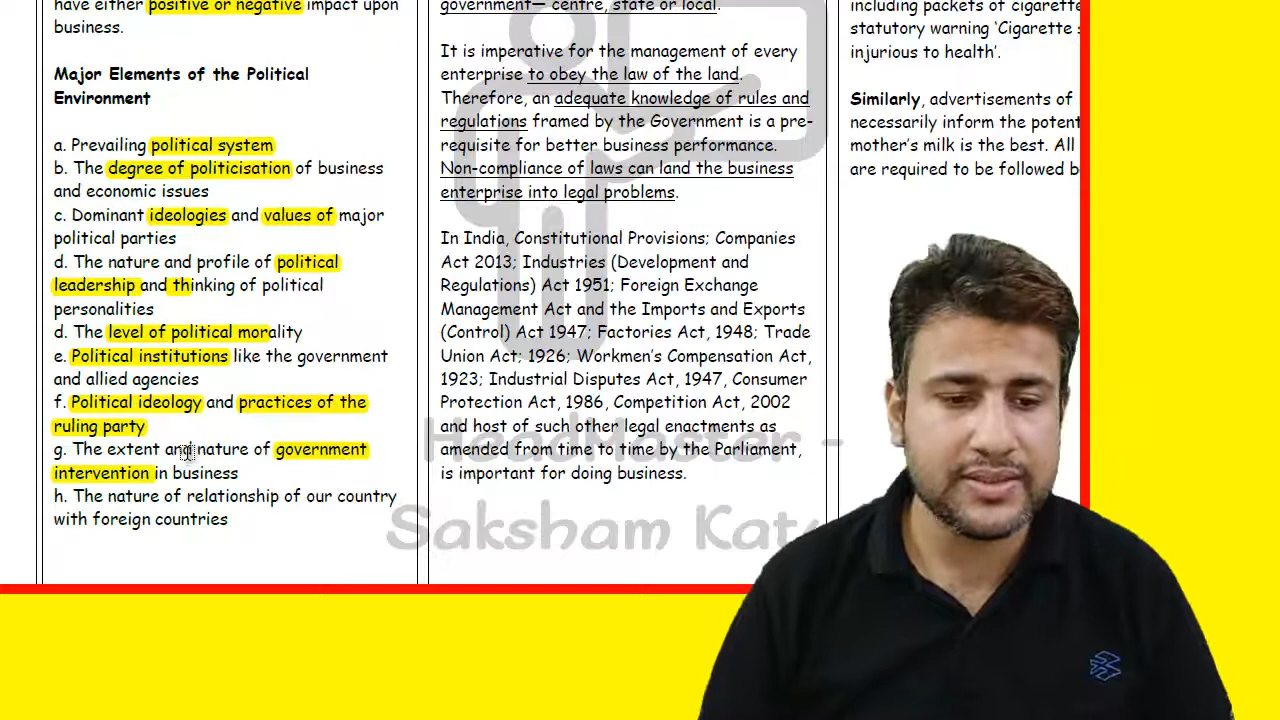 have either positive or negative impact upon
business.
Major Elements of the Political
Environment
a. Prevailing political system
b. The degree of politicisation of business
and economic issues
c. Dominant ideologies and values of major
political parties
d. The nature and profile of political
leadership and thinking of political
personalities
d. The level of political morality
e. Political institutions like the government
and allied agencies
f. Political ideology and practices of the
ruling party
g. The extent and nature of government
intervention in business
h. The nature of relationship of our country
with foreign countries
government— centre, state or local.
It is imperative for the management of every
enterprise to obey the law of the land.
Therefore, an adequate knowledge of rules and
regulations framed by the Government is a pre-
requisite for better business performance.
Non-compliance of laws can land the business
enterprise into legal problems.
In India, Constitutional Provisions; Companies
Act 2013; Industries (Development and
Regulations) Act 1951; Foreign Exchange
Management Act and the Imports and Exports
(Control) Act 1947; Factories Act, 1948; Trade
Union Act; 1926; Workmen's Compensation Act,
1923; Industrial Disputes Act, 1947, Consumer
Protection Act, 1986, Competition Act, 2002
and host of such other legal enactments as
amended from time to time by the Parliament,
is important for doing business.
including packets of cigarette
statutory warning 'Cigarette
injurious to health'.
Similarly, advertisements of
necessarily inform the potent
mother's milk is the best. All
are required to be followed b
HeadMaster -
Saksham Kat